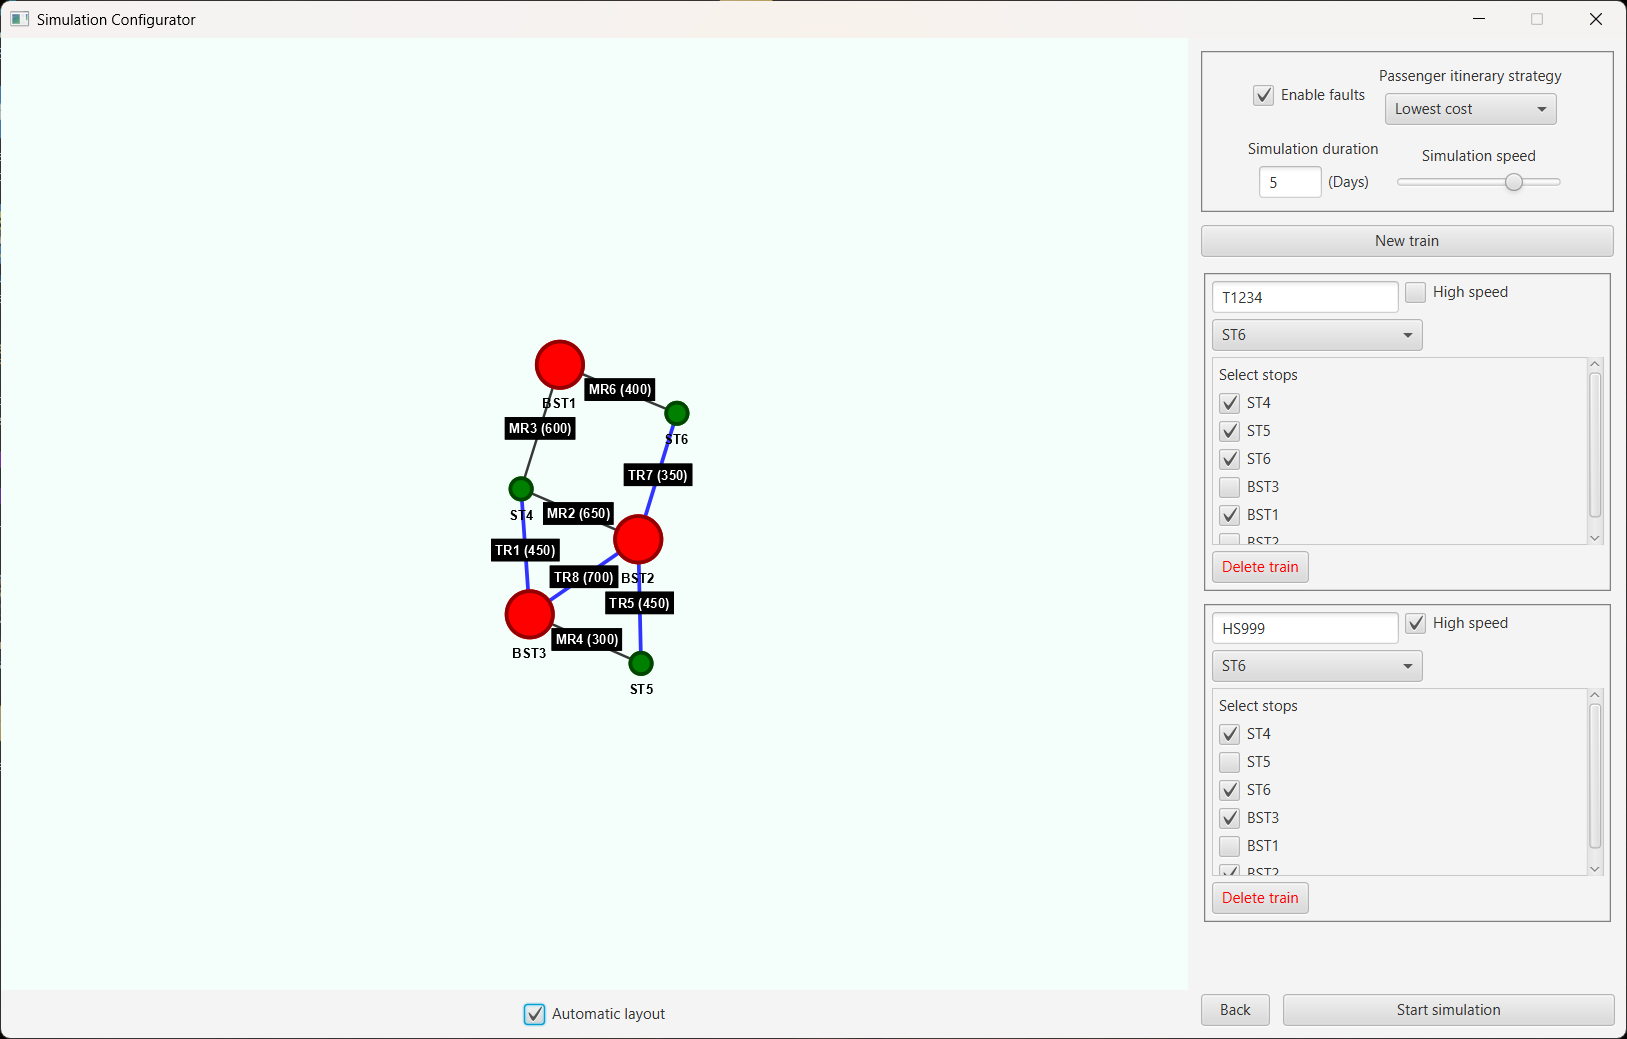 Simulation Configurator
BST1
MR6 (400)
MR3 (600)
ST6
TR7 (350)
ST4
MR2 (650)
TR1 (450)
TR8 (700)
BST2
TR5 (450)
MR4 (300)
BST3
ST5
Automatic layout
Enable faults
Passenger itinerary strategy
Lowest cost
Simulation duration
5 (Days)
Simulation speed
New train
T1234
High speed
ST6
Select stops
ST4
ST5
ST6
BST3
BST1
BST2
Delete train
HS999
High speed
ST6
Select stops
ST4
ST5
ST6
BST3
BST1
BST2
Delete train
Back
Start simulation